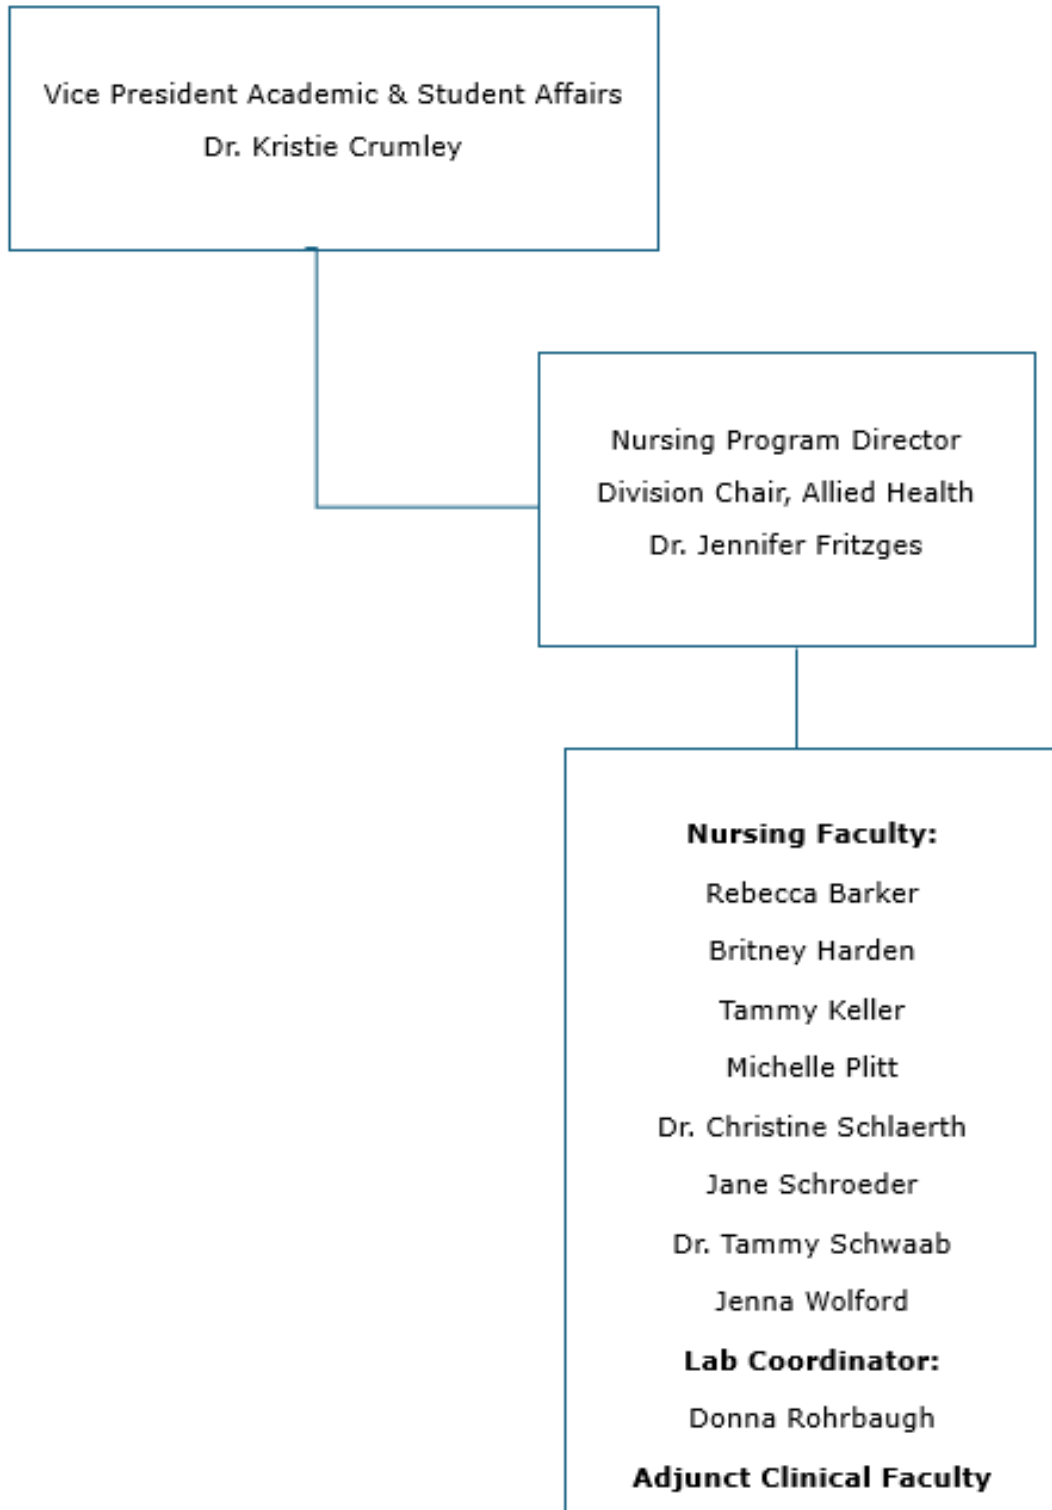 Vice President Academic & Student Affairs
Dr. Kristie Crumley
Nursing Program Director
Division Chair, Allied Health
Dr. Jennifer Fritzges
Nursing Faculty:
Rebecca Barker
Britney Harden
Tammy Keller
Michelle Plitt
Dr. Christine Schlaerth
Jane Schroeder
Dr. Tammy Schwaab
Jenna Wolford
Lab Coordinator:
Donna Rohrbaugh
Adjunct Clinical Faculty